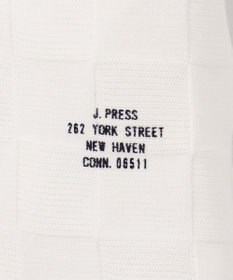 J. PRESS
262 YORK STREET
NEW HAVEN
CONN. 06511